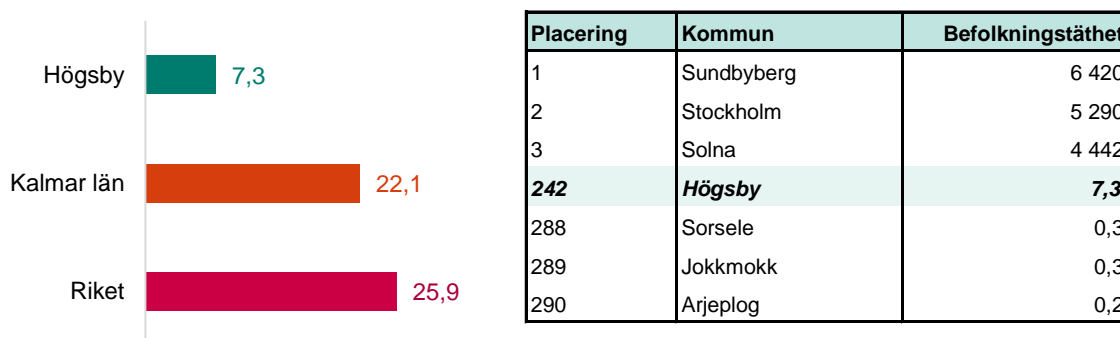 Högsby 7,3
Kalmar län 22,1
Riket 25,9
Placering Kommun Befolkningstäthet
1 Sundbyberg 6 420
2 Stockholm 5 290
3 Solna 4 442
242 Högsby 7,3
288 Sorsele 0,3
289 Jokkmokk 0,3
290 Arjeplog 0,2